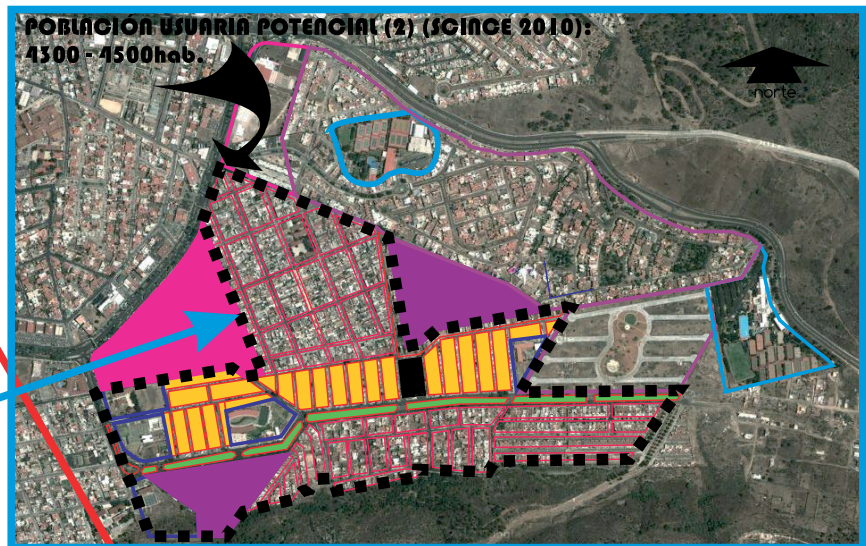 POBLACIÓN USUARIA POTENCIAL (2) (SCINCE 2010):
4300 - 4500hab.
norte